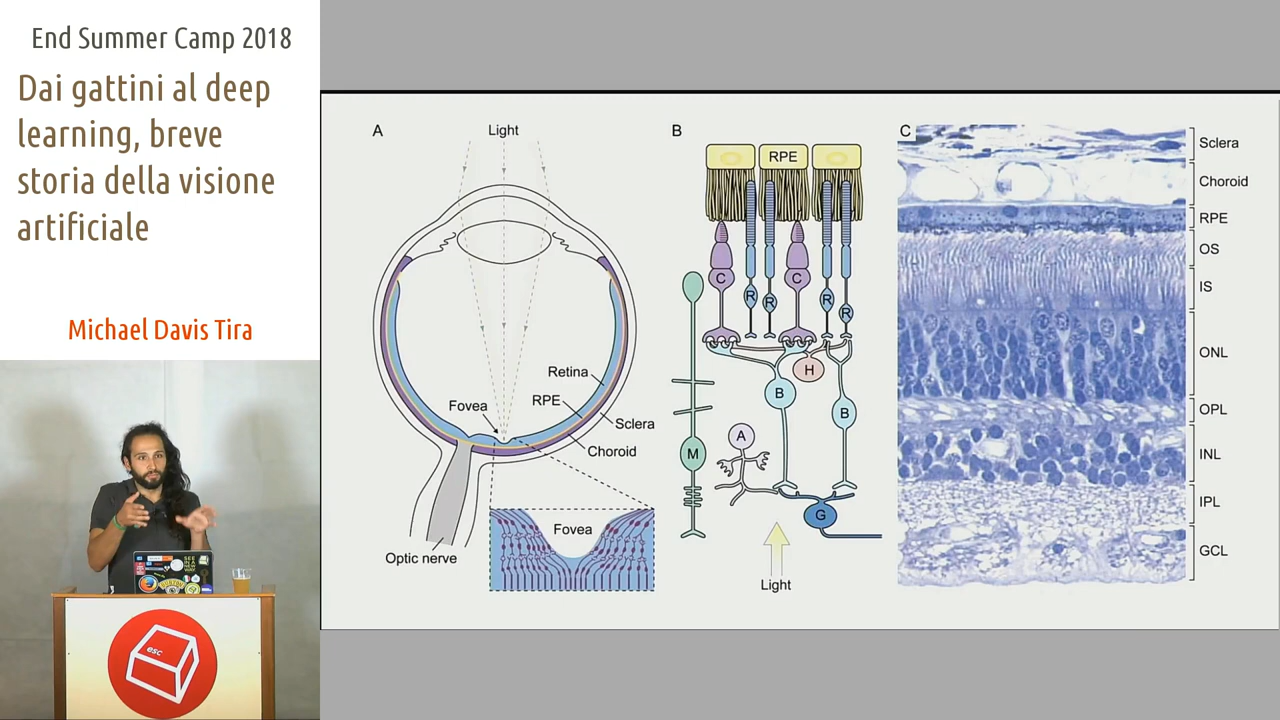 End Summer Camp 2018
Dai gattini al deep
learning, breve
storia della visione
artificiale
Michael Davis Tira
esc
A
Light
Retina
RPE
Fovea
Sclera
Choroid
Fovea
Optic nerve
B
RPE
C
C
R
R
R
R
H
B
B
A
M
G
Light
C
Sclera
Choroid
RPE
OS
IS
ONL
OPL
INL
IPL
GCL